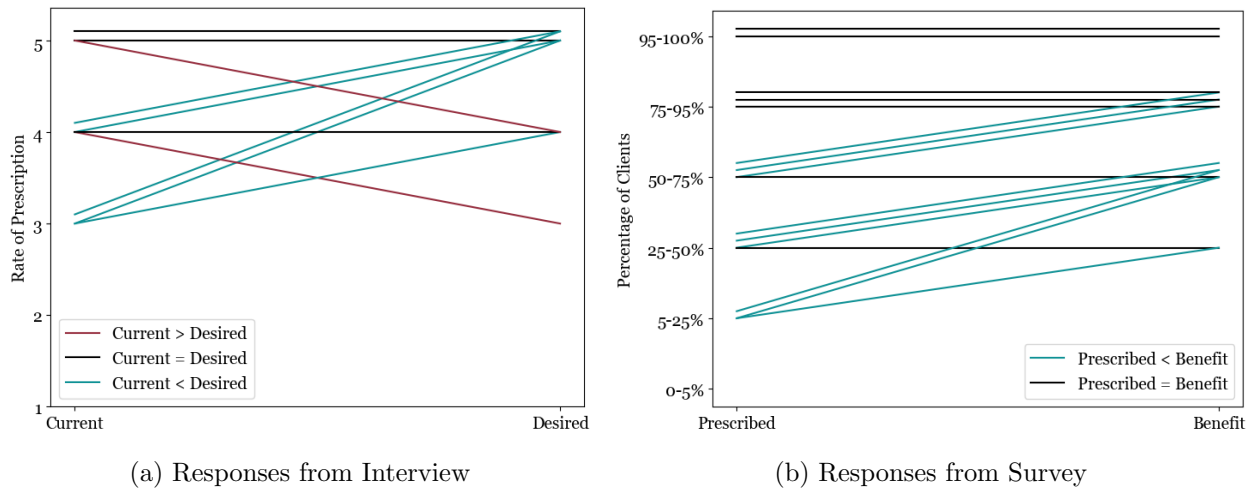 Rate of Prescription
5
4
3
2
1
Current > Desired
Current = Desired
Current < Desired
Current
Desired
(a) Responses from Interview
Percentage of Clients
95-100%
75-95%
50-75%
25-50%
5-25%
0-5%
Prescribed < Benefit
Prescribed = Benefit
Prescribed
Benefit
(b) Responses from Survey